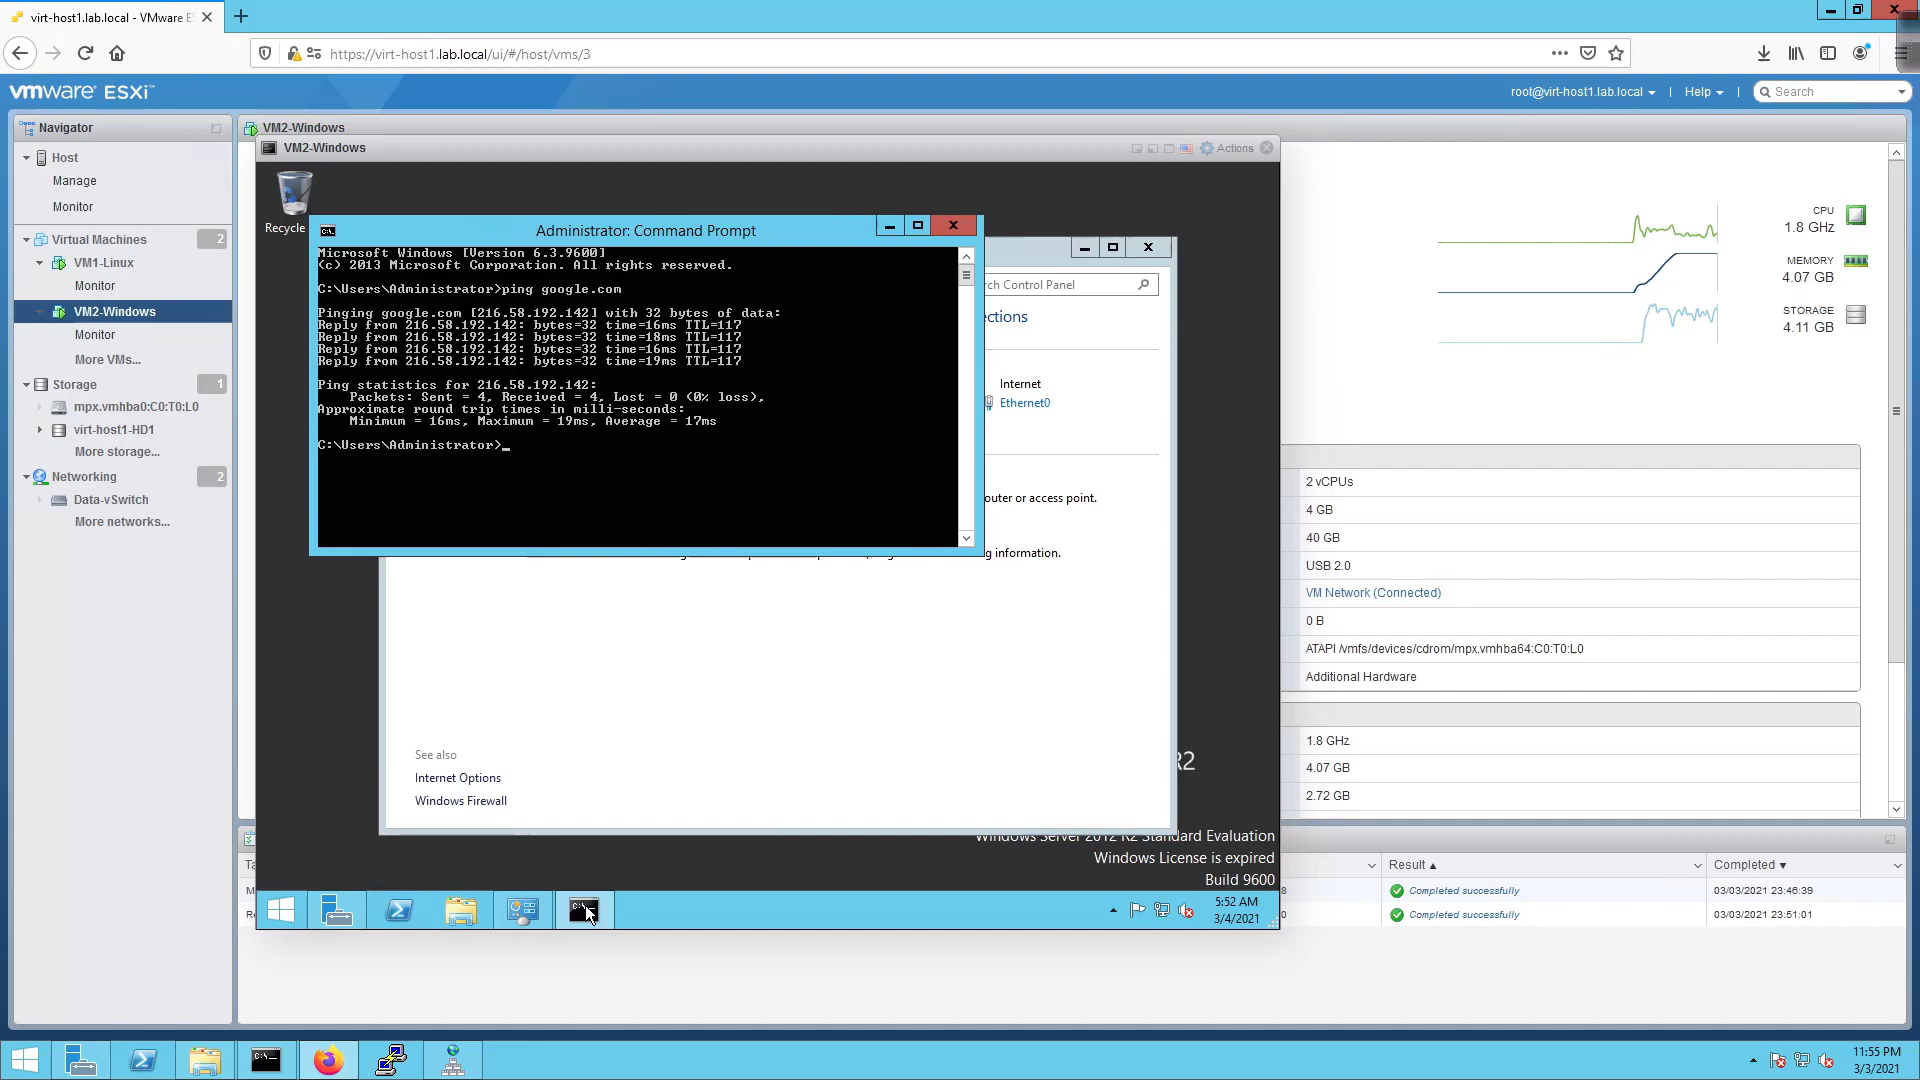 virt-host1.lab.local - VMware E
https://virt-host1.lab.local/ui/#/host/vms/3
vmware ESXi
root@virt-host1.lab.local
Help
Search
Navigator
Host
Manage
Monitor
Virtual Machines
2
VM1-Linux
Monitor
VM2-Windows
Monitor
More VMs...
Storage
1
mpx.vmhba0:C0:T0:L0
virt-host1-HD1
More storage...
Networking
2
Data-vSwitch
More networks...
VM2-Windows
VM2-Windows
Actions
Recycle
Administrator: Command Prompt
Microsoft Windows [Version 6.3.9600]
(c) 2013 Microsoft Corporation. All rights reserved.
C:\Users\Administrator>ping google.com
Pinging google.com [216.58.192.142] with 32 bytes of data:
Reply from 216.58.192.142: bytes=32 time=16ms TTL=117
Reply from 216.58.192.142: bytes=32 time=18ms TTL=117
Reply from 216.58.192.142: bytes=32 time=16ms TTL=117
Reply from 216.58.192.142: bytes=32 time=19ms TTL=117
Ping statistics for 216.58.192.142:
Packets: Sent = 4, Received = 4, Lost = 0 (0% loss),
Approximate round trip times in milli-seconds:
Minimum = 16ms, Maximum = 19ms, Average = 17ms
C:\Users\Administrator>_
rch Control Panel
ections
Internet
Ethernet0
outer or access point.
g information.
See also
Internet Options
Windows Firewall
R2
Windows Server 2012 R2 Standard Evaluation
Windows License is expired
Build 9600
5:52 AM
3/4/2021
CPU
1.8 GHz
MEMORY
4.07 GB
STORAGE
4.11 GB
2 vCPUs
4 GB
40 GB
USB 2.0
VM Network (Connected)
0 B
ATAPI /vmfs/devices/cdrom/mpx.vmhba64:C0:T0:L0
Additional Hardware
1.8 GHz
4.07 GB
2.72 GB
Ta
Result
Completed
M
8
Completed successfully
03/03/2021 23:46:39
Re
0
Completed successfully
03/03/2021 23:51:01
11:55 PM
3/3/2021